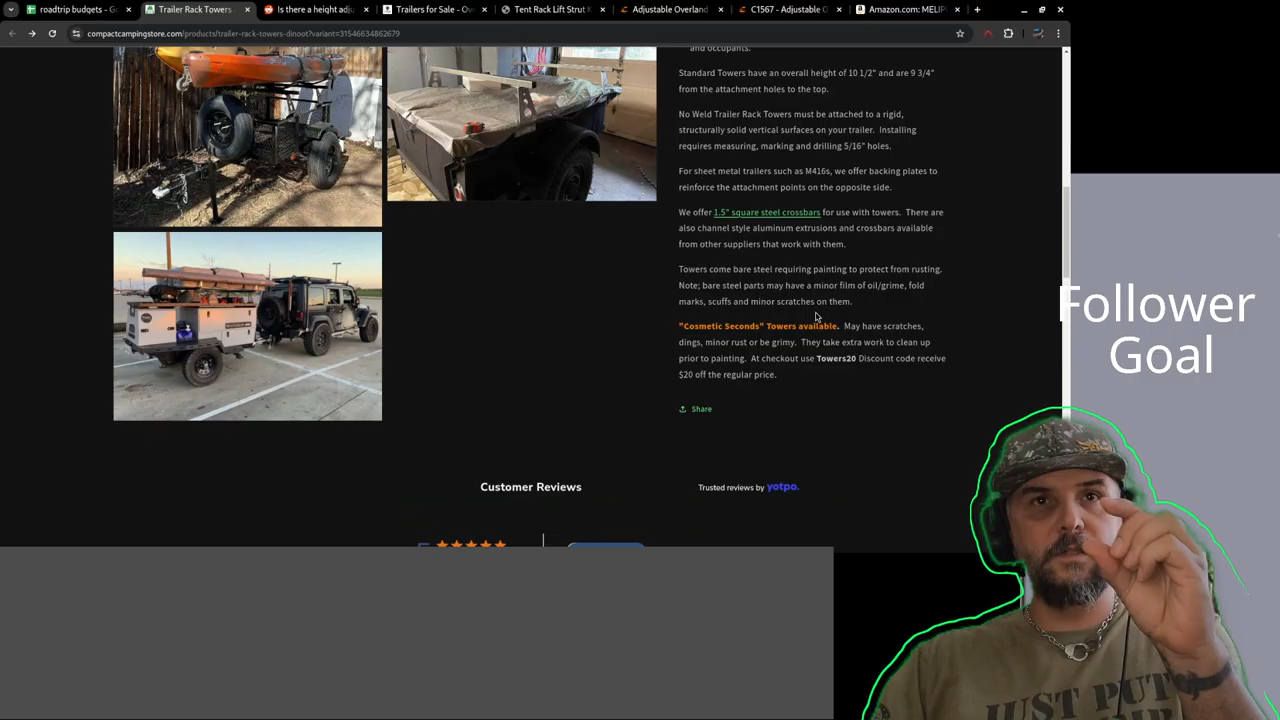 roadtrip budgets - Go
Trailer Rack Towers
Is there a height adju
Trailers for Sale - Ov
Tent Rack Lift Strut K
Adjustable Overland
C1567 - Adjustable O
Amazon.com: MELIP
compactcampingstore.com/products/trailer-rack-towers-dinoot?variant=31546634862679
and occupants.
Standard Towers have an overall height of 10 1/2" and are 9 3/4"
from the attachment holes to the top.
No Weld Trailer Rack Towers must be attached to a rigid,
structurally solid vertical surfaces on your trailer. Installing
requires measuring, marking and drilling 5/16" holes.
For sheet metal trailers such as M416s, we offer backing plates to
reinforce the attachment points on the opposite side.
We offer 1.5" square steel crossbars for use with towers. There are
also channel style aluminum extrusions and crossbars available
from other suppliers that work with them.
Towers come bare steel requiring painting to protect from rusting.
Note; bare steel parts may have a minor film of oil/grime, fold
marks, scuffs and minor scratches on them.
"Cosmetic Seconds" Towers available. May have scratches,
dings, minor rust or be grimy. They take extra work to clean up
prior to painting. At checkout use Towers20 Discount code receive
$20 off the regular price.
Share
Customer Reviews
Trusted reviews by yotpo.
Follower
Goal
JUST PUT